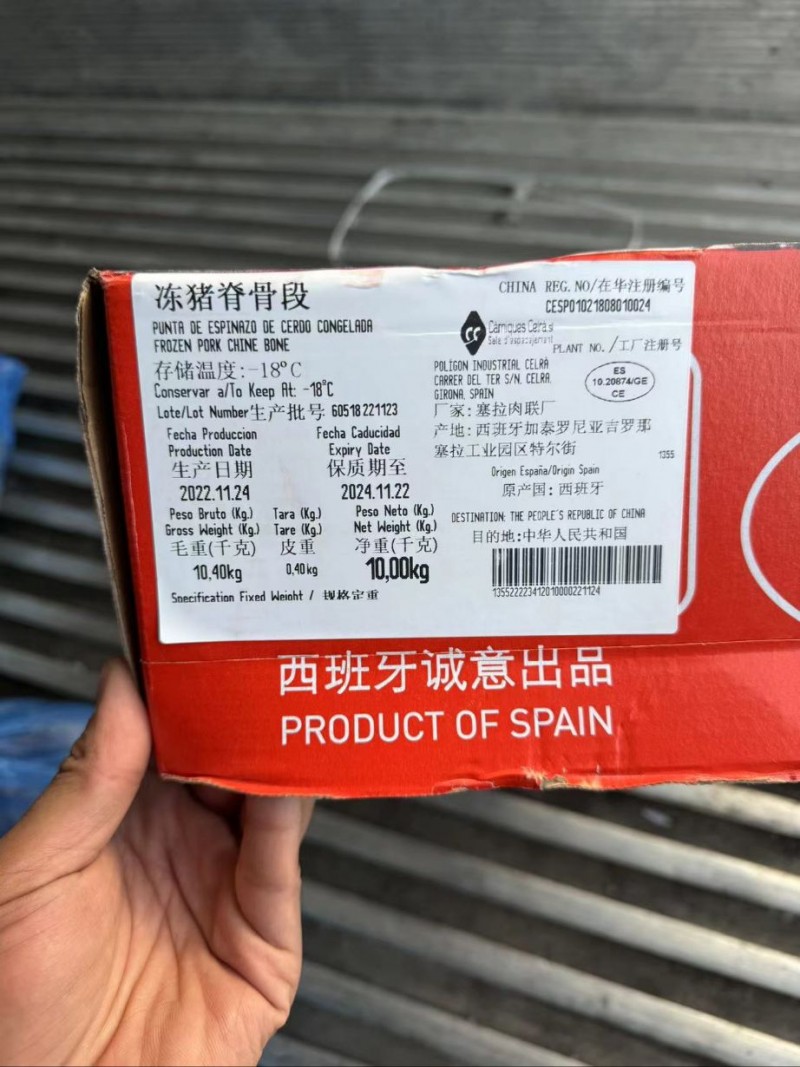 冻猪脊骨段
PUNTA DE ESPINAZO DE CERDO CONGELADA
FROZEN PORK CHINE BONE
存储温度:-18°C
Conservar a/To Keep At: -18°C
Lote/Lot Number生产批号 60518221123
Fecha Produccion Fecha Caducidad
Production Date Expiry Date
生产日期 保质期至
2022.11.24 2024.11.22
Peso Bruto (Kg.) Tara (Kg.) Peso Neto (Kg.)
Gross Weight (Kg.) Tare (Kg.) Net Weight (Kg.)
毛重(千克) 皮重 净重(千克)
10,40kg 0,40kg 10,00kg
Specification Fixed Weight / 规格定重
CHINA REG. NO/在华注册编号
CESP01021808010024
cc Càrniques Celrà,sl
Sala d'especejament
PLANT NO./工厂注册号
POLÍGON INDUSTRIAL CELRA
CARRER DEL TER S/N. CELRA.
GIRONA. SPAIN
ES
10.20874/GE
CE
厂家:塞拉肉联厂
产地:西班牙加泰罗尼亚吉罗那
塞拉工业园区特尔街 1355
Origen España/Origin Spain
原产国:西班牙
DESTINATION: THE PEOPLE'S REPUBLIC OF CHINA
目的地:中华人民共和国
135522223412010000221124
西班牙诚意出品
PRODUCT OF SPAIN